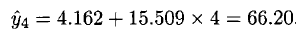 ŷ₄ = 4.162 + 15.509 × 4 = 66.20.